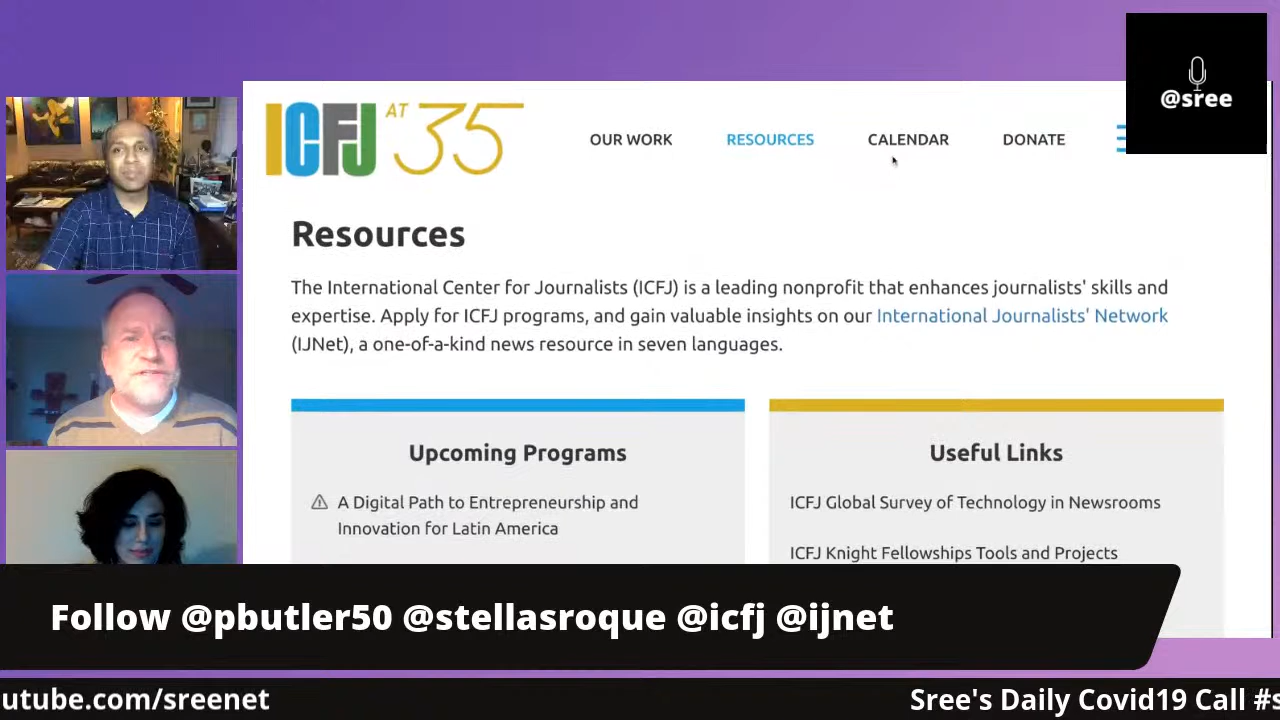 @sree
ICFJ AT 35
OUR WORK RESOURCES CALENDAR DONATE
Resources
The International Center for Journalists (ICFJ) is a leading nonprofit that enhances journalists' skills and
expertise. Apply for ICFJ programs, and gain valuable insights on our International Journalists' Network
(IJNet), a one-of-a-kind news resource in seven languages.
Upcoming Programs
A Digital Path to Entrepreneurship and
Innovation for Latin America
Useful Links
ICFJ Global Survey of Technology in Newsrooms
ICFJ Knight Fellowships Tools and Projects
Follow @pbutler50 @stellasroque @icfj @ijnet
utube.com/sreenet Sree's Daily Covid19 Call #s